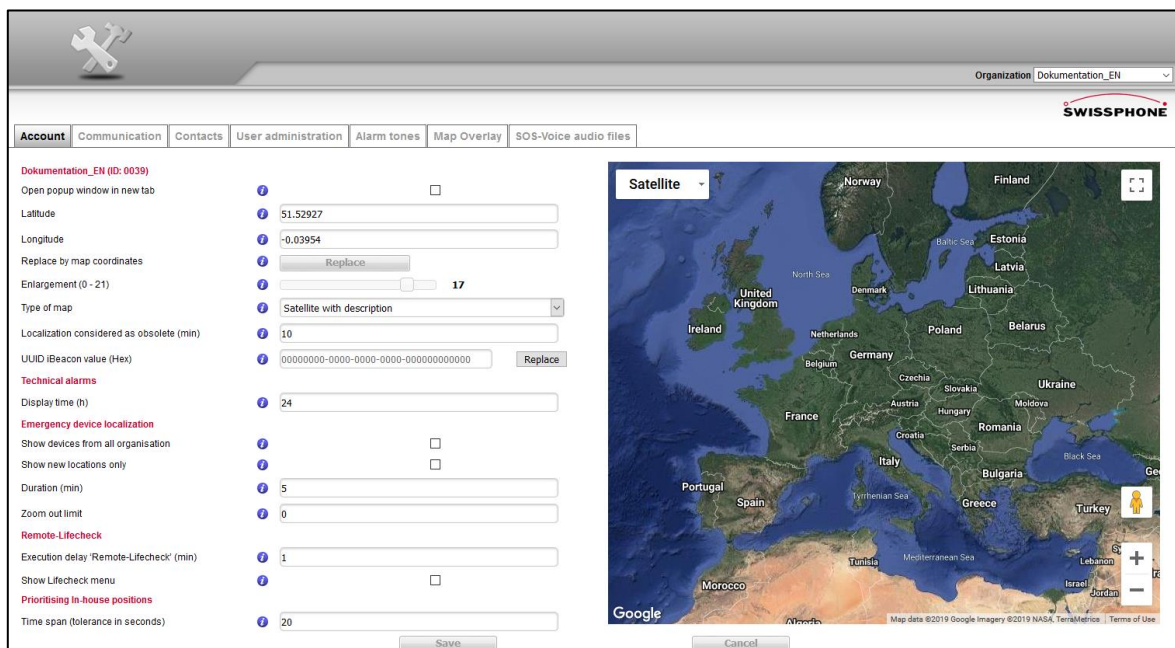 Organization Dokumentation_EN
SWISSPHONE
Account Communication Contacts User administration Alarm tones Map Overlay SOS-Voice audio files
Dokumentation_EN (ID: 0039)
Open popup window in new tab
Latitude 51.52927
Longitude -0.03954
Replace by map coordinates Replace
Enlargement (0 - 21) 17
Type of map Satellite with description
Localization considered as obsolete (min) 10
UUID iBeacon value (Hex) 00000000-0000-0000-0000-000000000000 Replace
Technical alarms
Display time (h) 24
Emergency device localization
Show devices from all organisation
Show new locations only
Duration (min) 5
Zoom out limit 0
Remote-Lifecheck
Execution delay 'Remote-Lifecheck' (min) 1
Show Lifecheck menu
Prioritising In-house positions
Time span (tolerance in seconds) 20
Save Cancel
Satellite
Norway Finland
Baltic Sea Estonia
North Sea Latvia
Denmark Lithuania
United
Kingdom
Ireland Netherlands Poland Belarus
Belgium Germany
Czechia Ukraine
Slovakia
Austria Hungary Moldova
France Romania
Croatia Serbia
Italy Black Sea
Bulgaria
Portugal Spain Tyrrhenian Sea Greece Turkey
Tunisia Mediterranean Sea Lebanon
Israel
Morocco Jordan
Google Algeria
Map data ©2019 Google Imagery ©2019 NASA, TerraMetrics Terms of Use